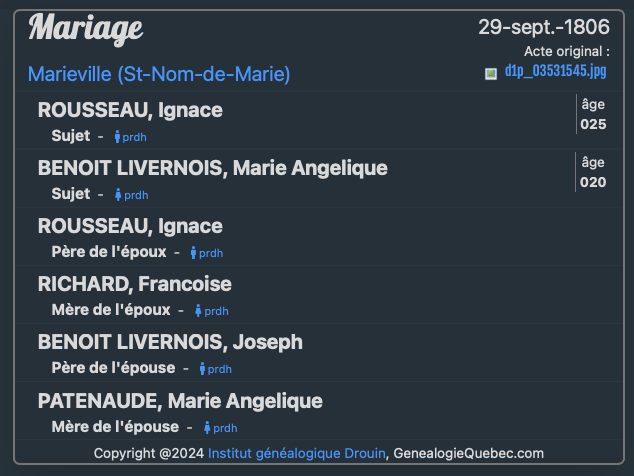 Mariage
29-sept.-1806
Acte original :
Marieville (St-Nom-de-Marie)
d1p_03531545.jpg
ROUSSEAU, Ignace
âge
025
Sujet - prdh
BENOIT LIVERNOIS, Marie Angelique
âge
020
Sujet - prdh
ROUSSEAU, Ignace
Père de l'époux - prdh
RICHARD, Francoise
Mère de l'époux - prdh
BENOIT LIVERNOIS, Joseph
Père de l'épouse - prdh
PATENAUDE, Marie Angelique
Mère de l'épouse - prdh
Copyright @2024 Institut généalogique Drouin, GenealogieQuebec.com